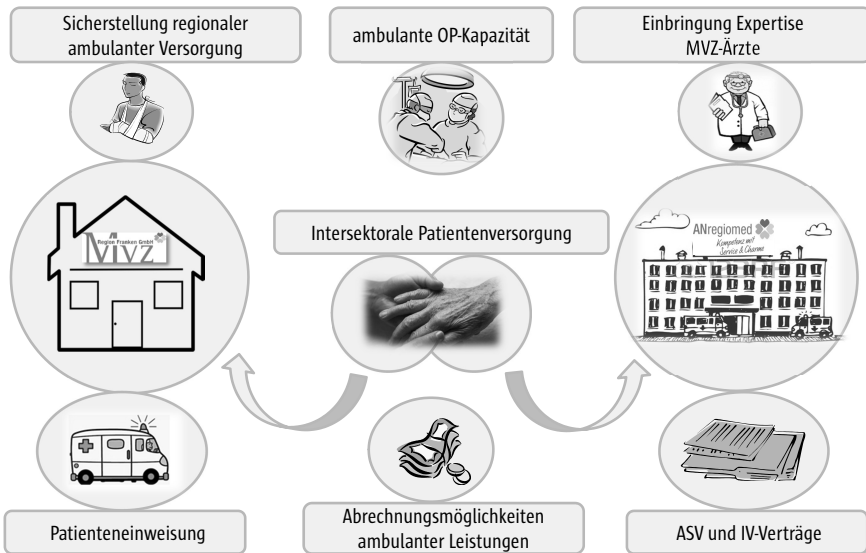 Sicherstellung regionaler
ambulanter Versorgung
ambulante OP-Kapazität
Einbringung Expertise
MVZ-Ärzte
Region Franken GmbH
MVZ
Intersektorale Patientenversorgung
ANregiomed
Kompetenz mit
Service & Charme
Patienteneinweisung
Abrechnungsmöglichkeiten
ambulanter Leistungen
ASV und IV-Verträge